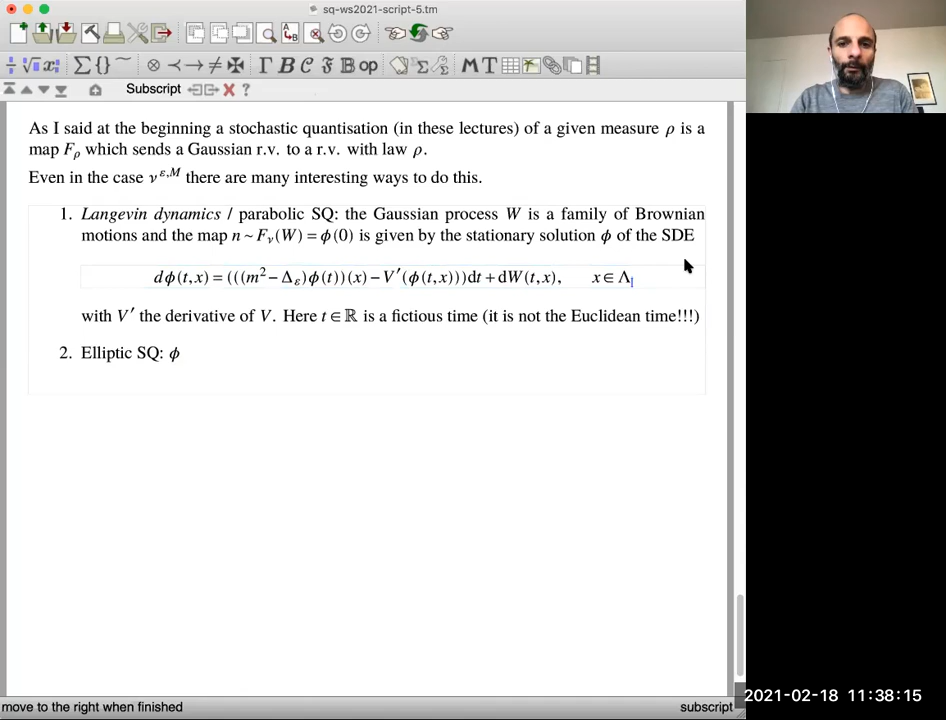 sq-ws2021-script-5.tm
Subscript
As I said at the beginning a stochastic quantisation (in these lectures) of a given measure ρ is a
map F_ρ which sends a Gaussian r.v. to a r.v. with law ρ.
Even in the case ν^{ε,M} there are many interesting ways to do this.
1. Langevin dynamics / parabolic SQ: the Gaussian process W is a family of Brownian
motions and the map n ~ F_ν(W) = ϕ(0) is given by the stationary solution ϕ of the SDE
dϕ(t,x) = (((m² − Δ_ε)ϕ(t))(x) − V′(ϕ(t,x)))dt + dW(t,x), x ∈ Λ
with V′ the derivative of V. Here t ∈ ℝ is a fictious time (it is not the Euclidean time!!!)
2. Elliptic SQ: ϕ
move to the right when finished
subscript
2021-02-18 11:38:15